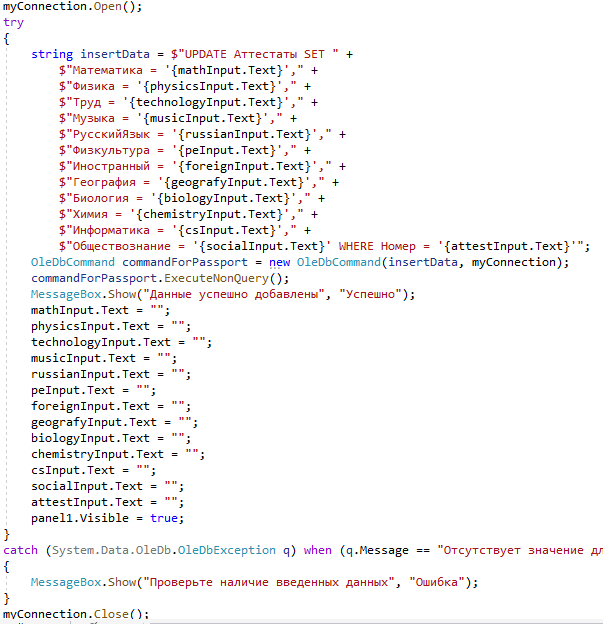 myConnection.Open();
try
{
string insertData = $"UPDATE Аттестаты SET " +
$"Математика = '{mathInput.Text}'," +
$"Физика = '{physicsInput.Text}'," +
$"Труд = '{technologyInput.Text}'," +
$"Музыка = '{musicInput.Text}'," +
$"РусскийЯзык = '{russianInput.Text}'," +
$"Физкультура = '{peInput.Text}'," +
$"Иностранный = '{foreignInput.Text}'," +
$"География = '{geografyInput.Text}'," +
$"Биология = '{biologyInput.Text}'," +
$"Химия = '{chemistryInput.Text}'," +
$"Информатика = '{csInput.Text}'," +
$"Обществознание = '{socialInput.Text}' WHERE Номер = '{attestInput.Text}'";
OleDbCommand commandForPassport = new OleDbCommand(insertData, myConnection);
commandForPassport.ExecuteNonQuery();
MessageBox.Show("Данные успешно добавлены", "Успешно");
mathInput.Text = "";
physicsInput.Text = "";
technologyInput.Text = "";
musicInput.Text = "";
russianInput.Text = "";
peInput.Text = "";
foreignInput.Text = "";
geografyInput.Text = "";
biologyInput.Text = "";
chemistryInput.Text = "";
csInput.Text = "";
socialInput.Text = "";
attestInput.Text = "";
panel1.Visible = true;
}
catch (System.Data.OleDb.OleDbException q) when (q.Message == "Отсутствует значение дл
{
MessageBox.Show("Проверьте наличие введенных данных", "Ошибка");
}
myConnection.Close();